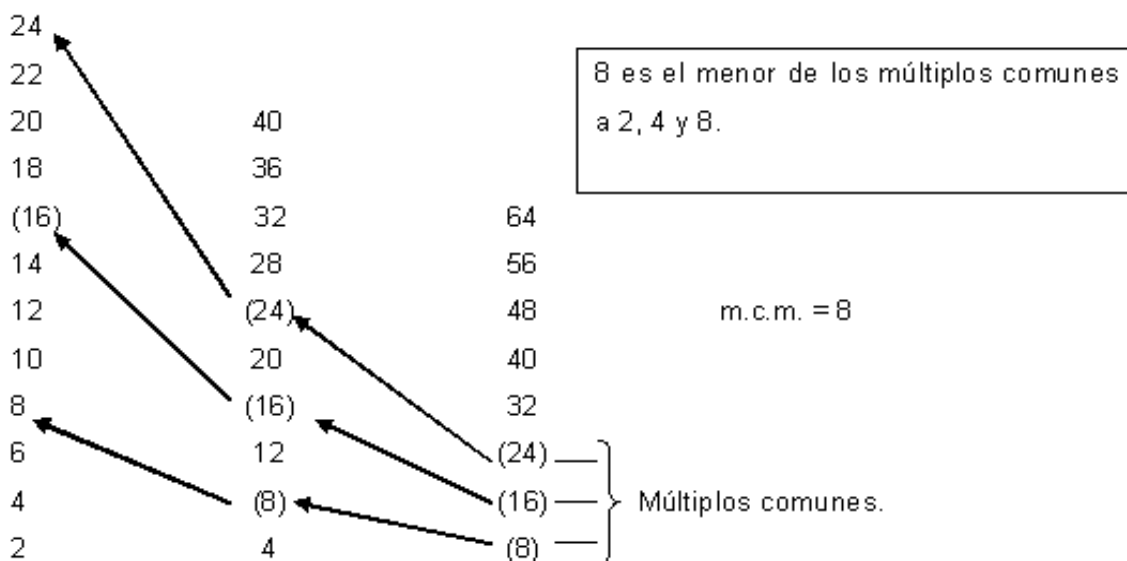 24
22
8 es el menor de los múltiplos comunes
20 40
a 2, 4 y 8.
18 36
(16) 32 64
14 28 56
12 (24) 48 m.c.m. = 8
10 20 40
8 (16) 32
6 12 (24)
4 (8) (16) Múltiplos comunes.
2 4 (8)